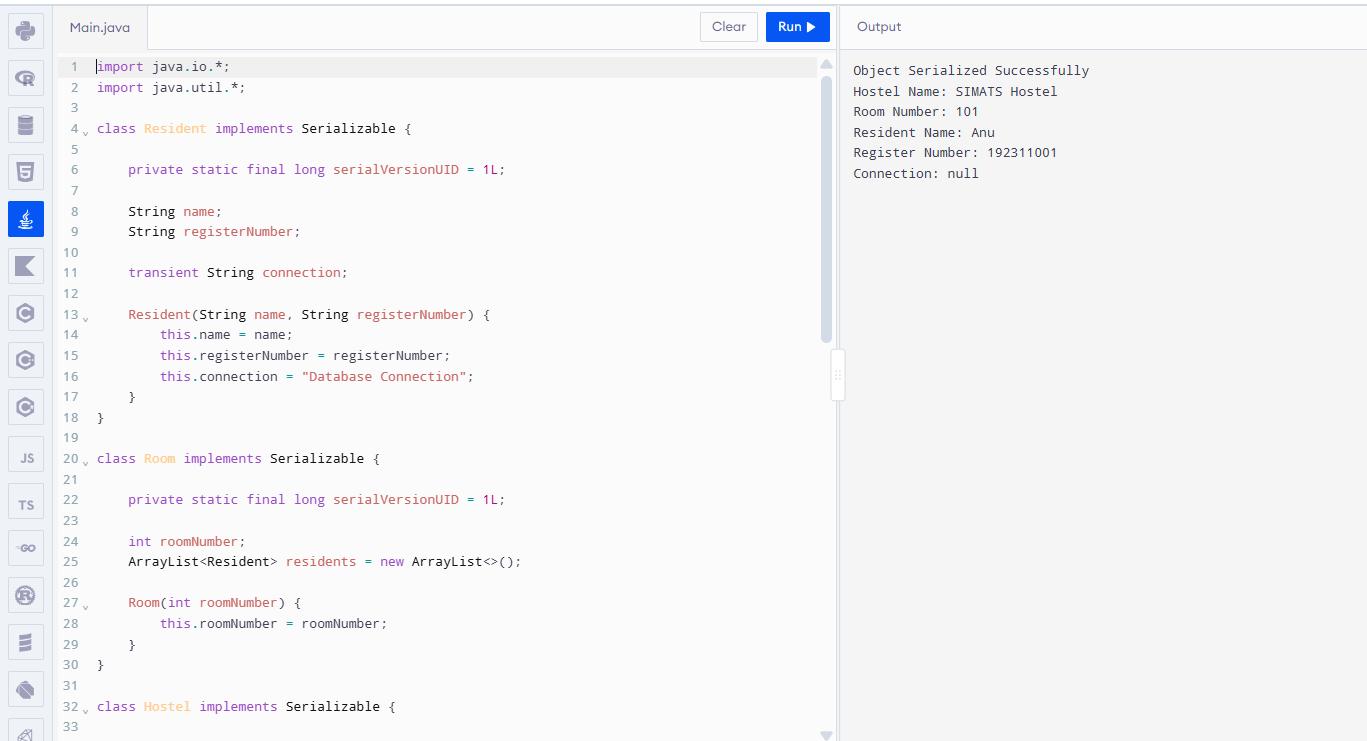 Main.java
Clear
Run
Output
1 import java.io.*;
2 import java.util.*;
3
4 class Resident implements Serializable {
5
6 private static final long serialVersionUID = 1L;
7
8 String name;
9 String registerNumber;
10
11 transient String connection;
12
13 Resident(String name, String registerNumber) {
14 this.name = name;
15 this.registerNumber = registerNumber;
16 this.connection = "Database Connection";
17 }
18 }
19
20 class Room implements Serializable {
21
22 private static final long serialVersionUID = 1L;
23
24 int roomNumber;
25 ArrayList<Resident> residents = new ArrayList<>();
26
27 Room(int roomNumber) {
28 this.roomNumber = roomNumber;
29 }
30 }
31
32 class Hostel implements Serializable {
33
Object Serialized Successfully
Hostel Name: SIMATS Hostel
Room Number: 101
Resident Name: Anu
Register Number: 192311001
Connection: null
R
5
C
C
C
JS
TS
GO
R